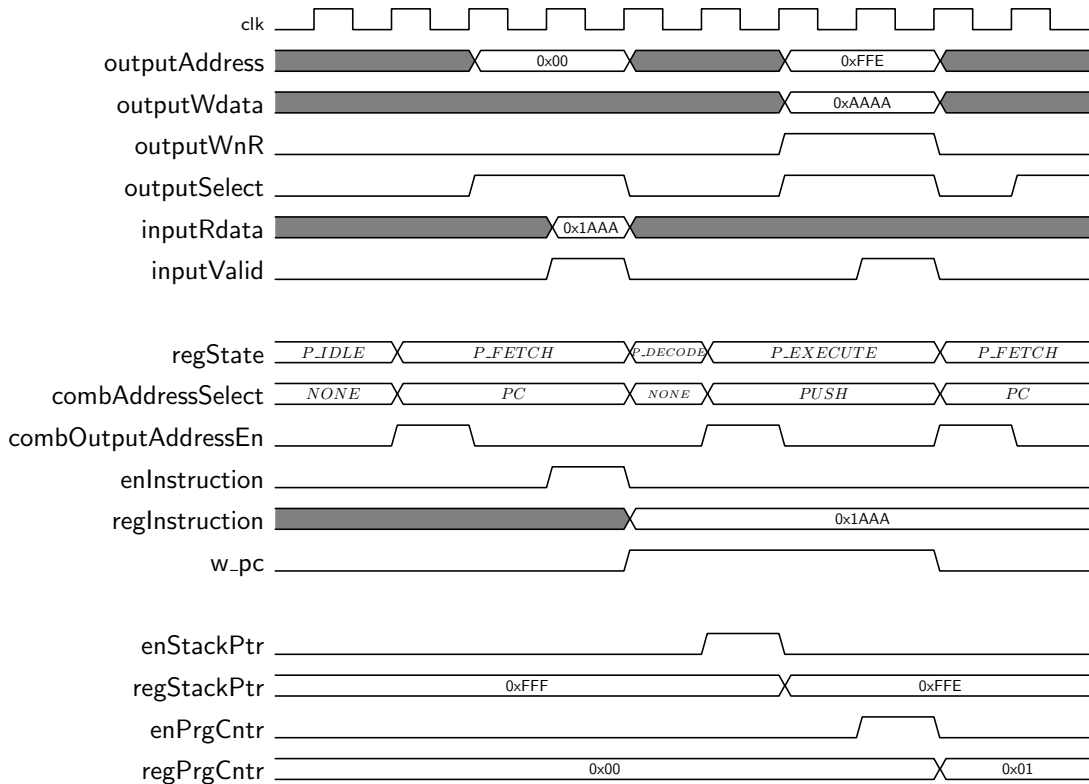 clk
outputAddress 0x00 0xFFE
outputWdata 0xAAAA
outputWnR
outputSelect
inputRdata 0x1AAA
inputValid
regState P_IDLE P_FETCH P_DECODE P_EXECUTE P_FETCH
combAddressSelect NONE PC NONE PUSH PC
combOutputAddressEn
enInstruction
regInstruction 0x1AAA
w_pc
enStackPtr
regStackPtr 0xFFF 0xFFE
enPrgCntr
regPrgCntr 0x00 0x01